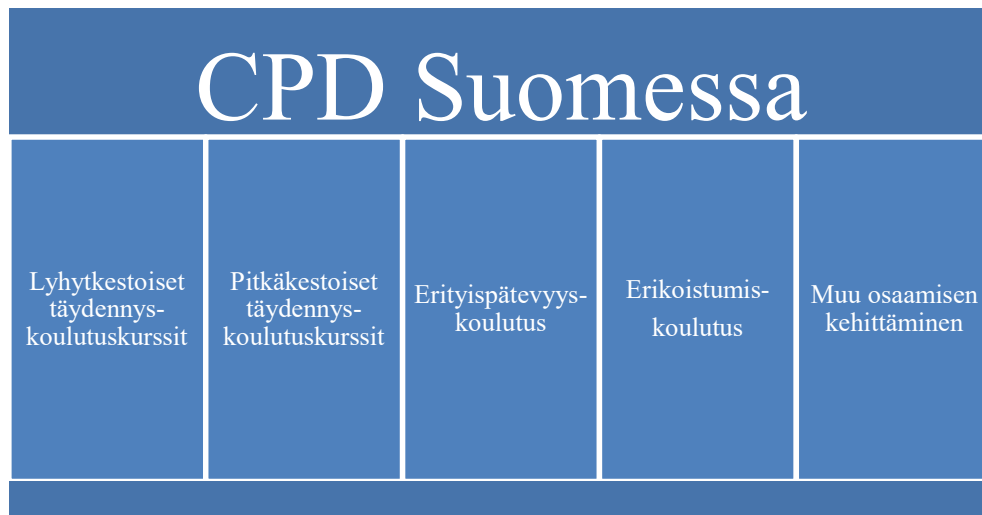 CPD Suomessa
Lyhytkestoiset
täydennys-
koulutuskurssit
Pitkäkestoiset
täydennys-
koulutuskurssit
Erityispätevyys-
koulutus
Erikoistumis-
koulutus
Muu osaamisen
kehittäminen